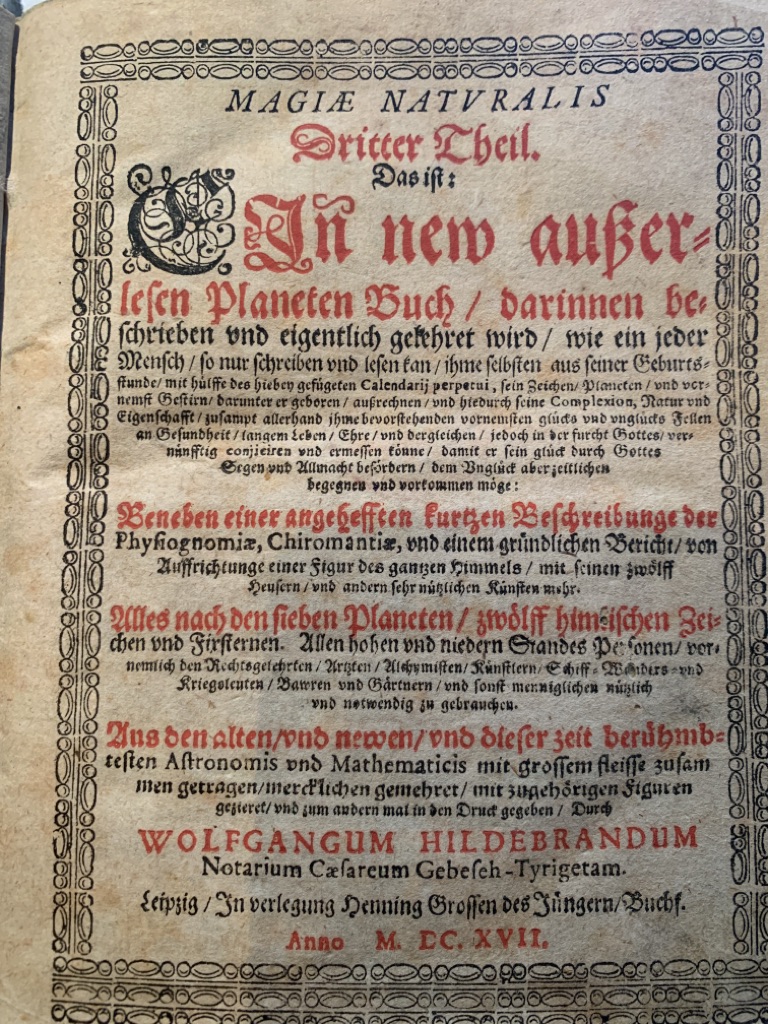 MAGIÆ NATVRALIS
Dritter Theil.
Das ist:
EIn new außer-
lesen Planeten Buch / darinnen be-
schrieben vnd eigentlich gelehret wird / wie ein jeder
Mensch / so nur schreiben vnd lesen kan / ihme selbsten aus seiner Geburts-
stunde / mit hülffe des hiebey gefügeten Calendarij perpetui, sein Zeichen / Planeten / vnd vor-
nemst Gestirn / darunter er geboren / außrechnen / vnd hiedurch seine Complexion, Natur vnd
Eigenschafft / zusampt allerhand ihme bevorstehenden vornemsten glücks vnd vnglücks Fellen
an Gesundheit / langem Leben / Ehre / vnd dergleichen / jedoch in der furcht Gottes / ver-
nünfftig conjieiren vnd ermessen könne / damit er sein glück durch Gottes
Segen vnd Allmacht befördern / dem Vnglück aber zeitlichen
begegnen vnd vorkommen möge:
Beneben einer angehefften kurtzen Beschreibunge der
Physiognomiæ, Chiromantiæ, vnd einem gründlichen Bericht / von
Auffrichtunge einer Figur des gantzen Himmels / mit seinen zwölff
Heusern / vnd andern sehr nützlichen Künsten mehr.
Alles nach den sieben Planeten / zwölff himlischen Zei-
chen vnd Firsternen. Allen hohen vnd niedern Standes Personen / vor-
nemlich den Rechtsgelehrten / Artzten / Alchymisten / Künstlern / Schiff- Wanders- vnd
Kriegsleuten / Bawren vnd Gärtnern / vnd sonst menniglichen nützlich
vnd notwendig zu gebrauchen.
Aus den alten / vnd newen / vnd dieser zeit berühmb-
testen Astronomis vnd Mathematicis mit grossem fleisse zusam
men getragen / mercklichen gemehret / mit zugehörigen Figuren
gezieret / vnd zum andern mal in den Druck gegeben / Durch
WOLFGANGUM HILDEBRANDUM
Notarium Cæsareum Gebeseh-Tyrigetam.
Leipzig / In verlegung Henning Grossen des Jüngern / Buchf.
Anno M. DC. XVII.